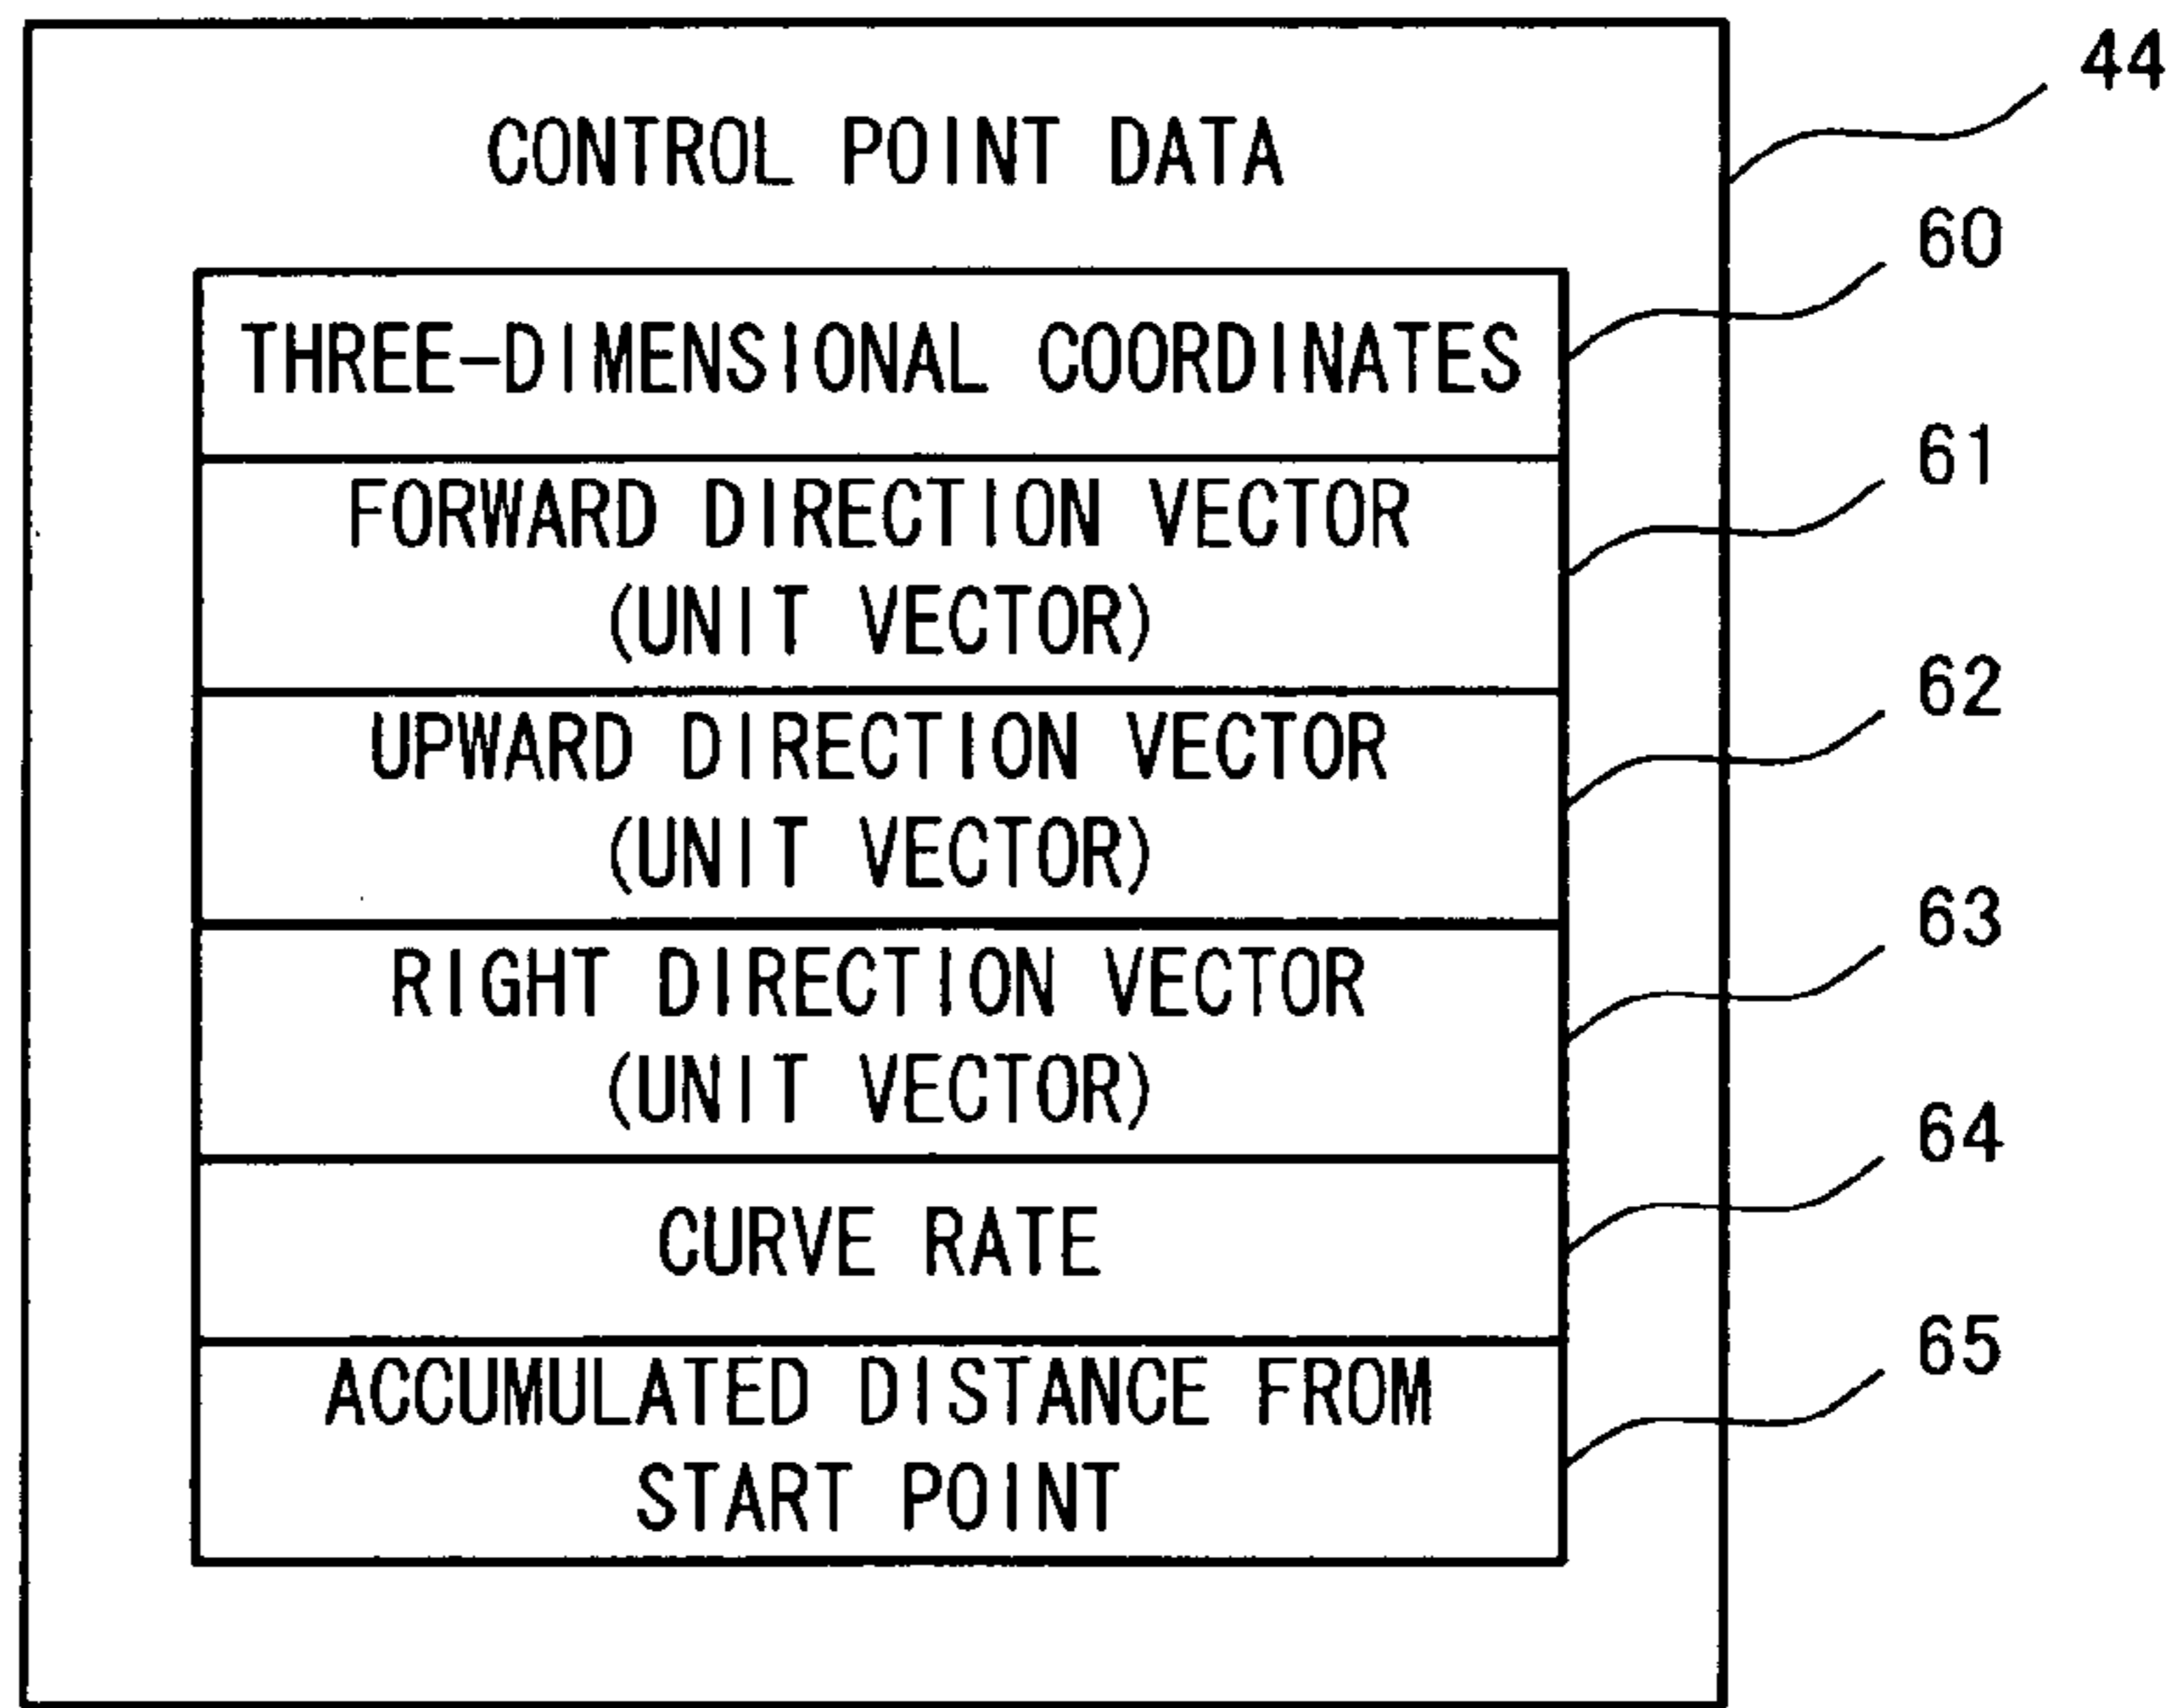 44
CONTROL POINT DATA
60
THREE-DIMENSIONAL COORDINATES
61
FORWARD DIRECTION VECTOR
(UNIT VECTOR)
62
UPWARD DIRECTION VECTOR
(UNIT VECTOR)
63
RIGHT DIRECTION VECTOR
(UNIT VECTOR)
64
CURVE RATE
65
ACCUMULATED DISTANCE FROM
START POINT